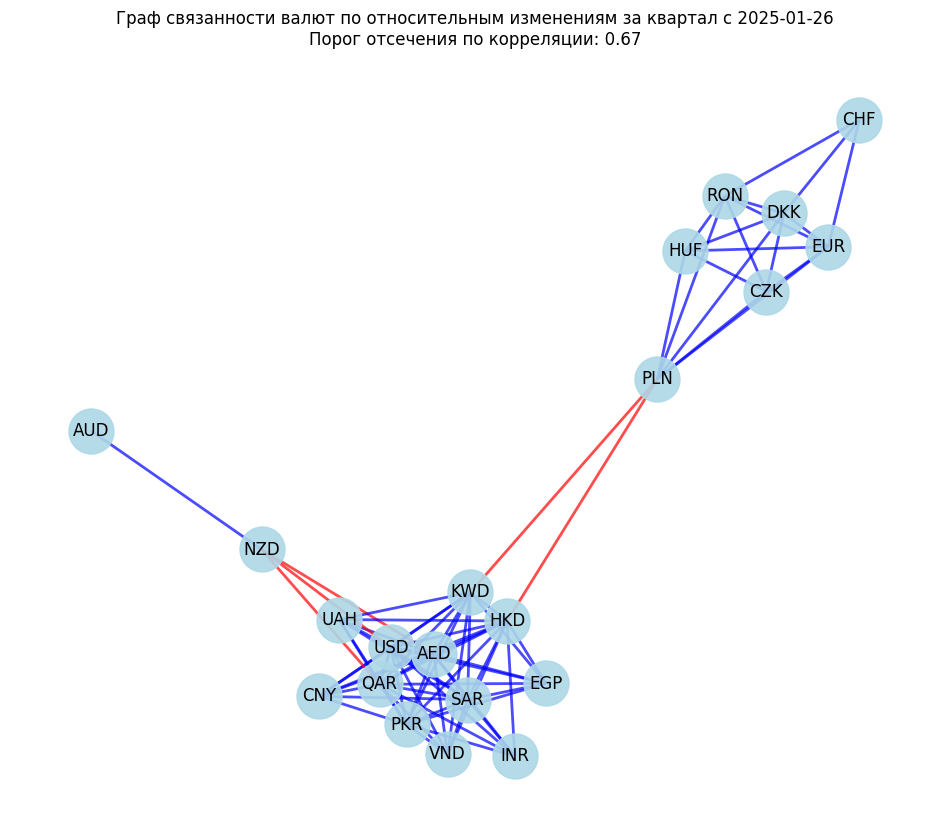 Граф связанности валют по относительным изменениям за квартал с 2025-01-26
Порог отсечения по корреляции: 0.67
CHF
RON
DKK
EUR
HUF
CZK
PLN
AUD
NZD
KWD
UAH
HKD
USD
AED
QAR
EGP
CNY
SAR
PKR
VND
INR